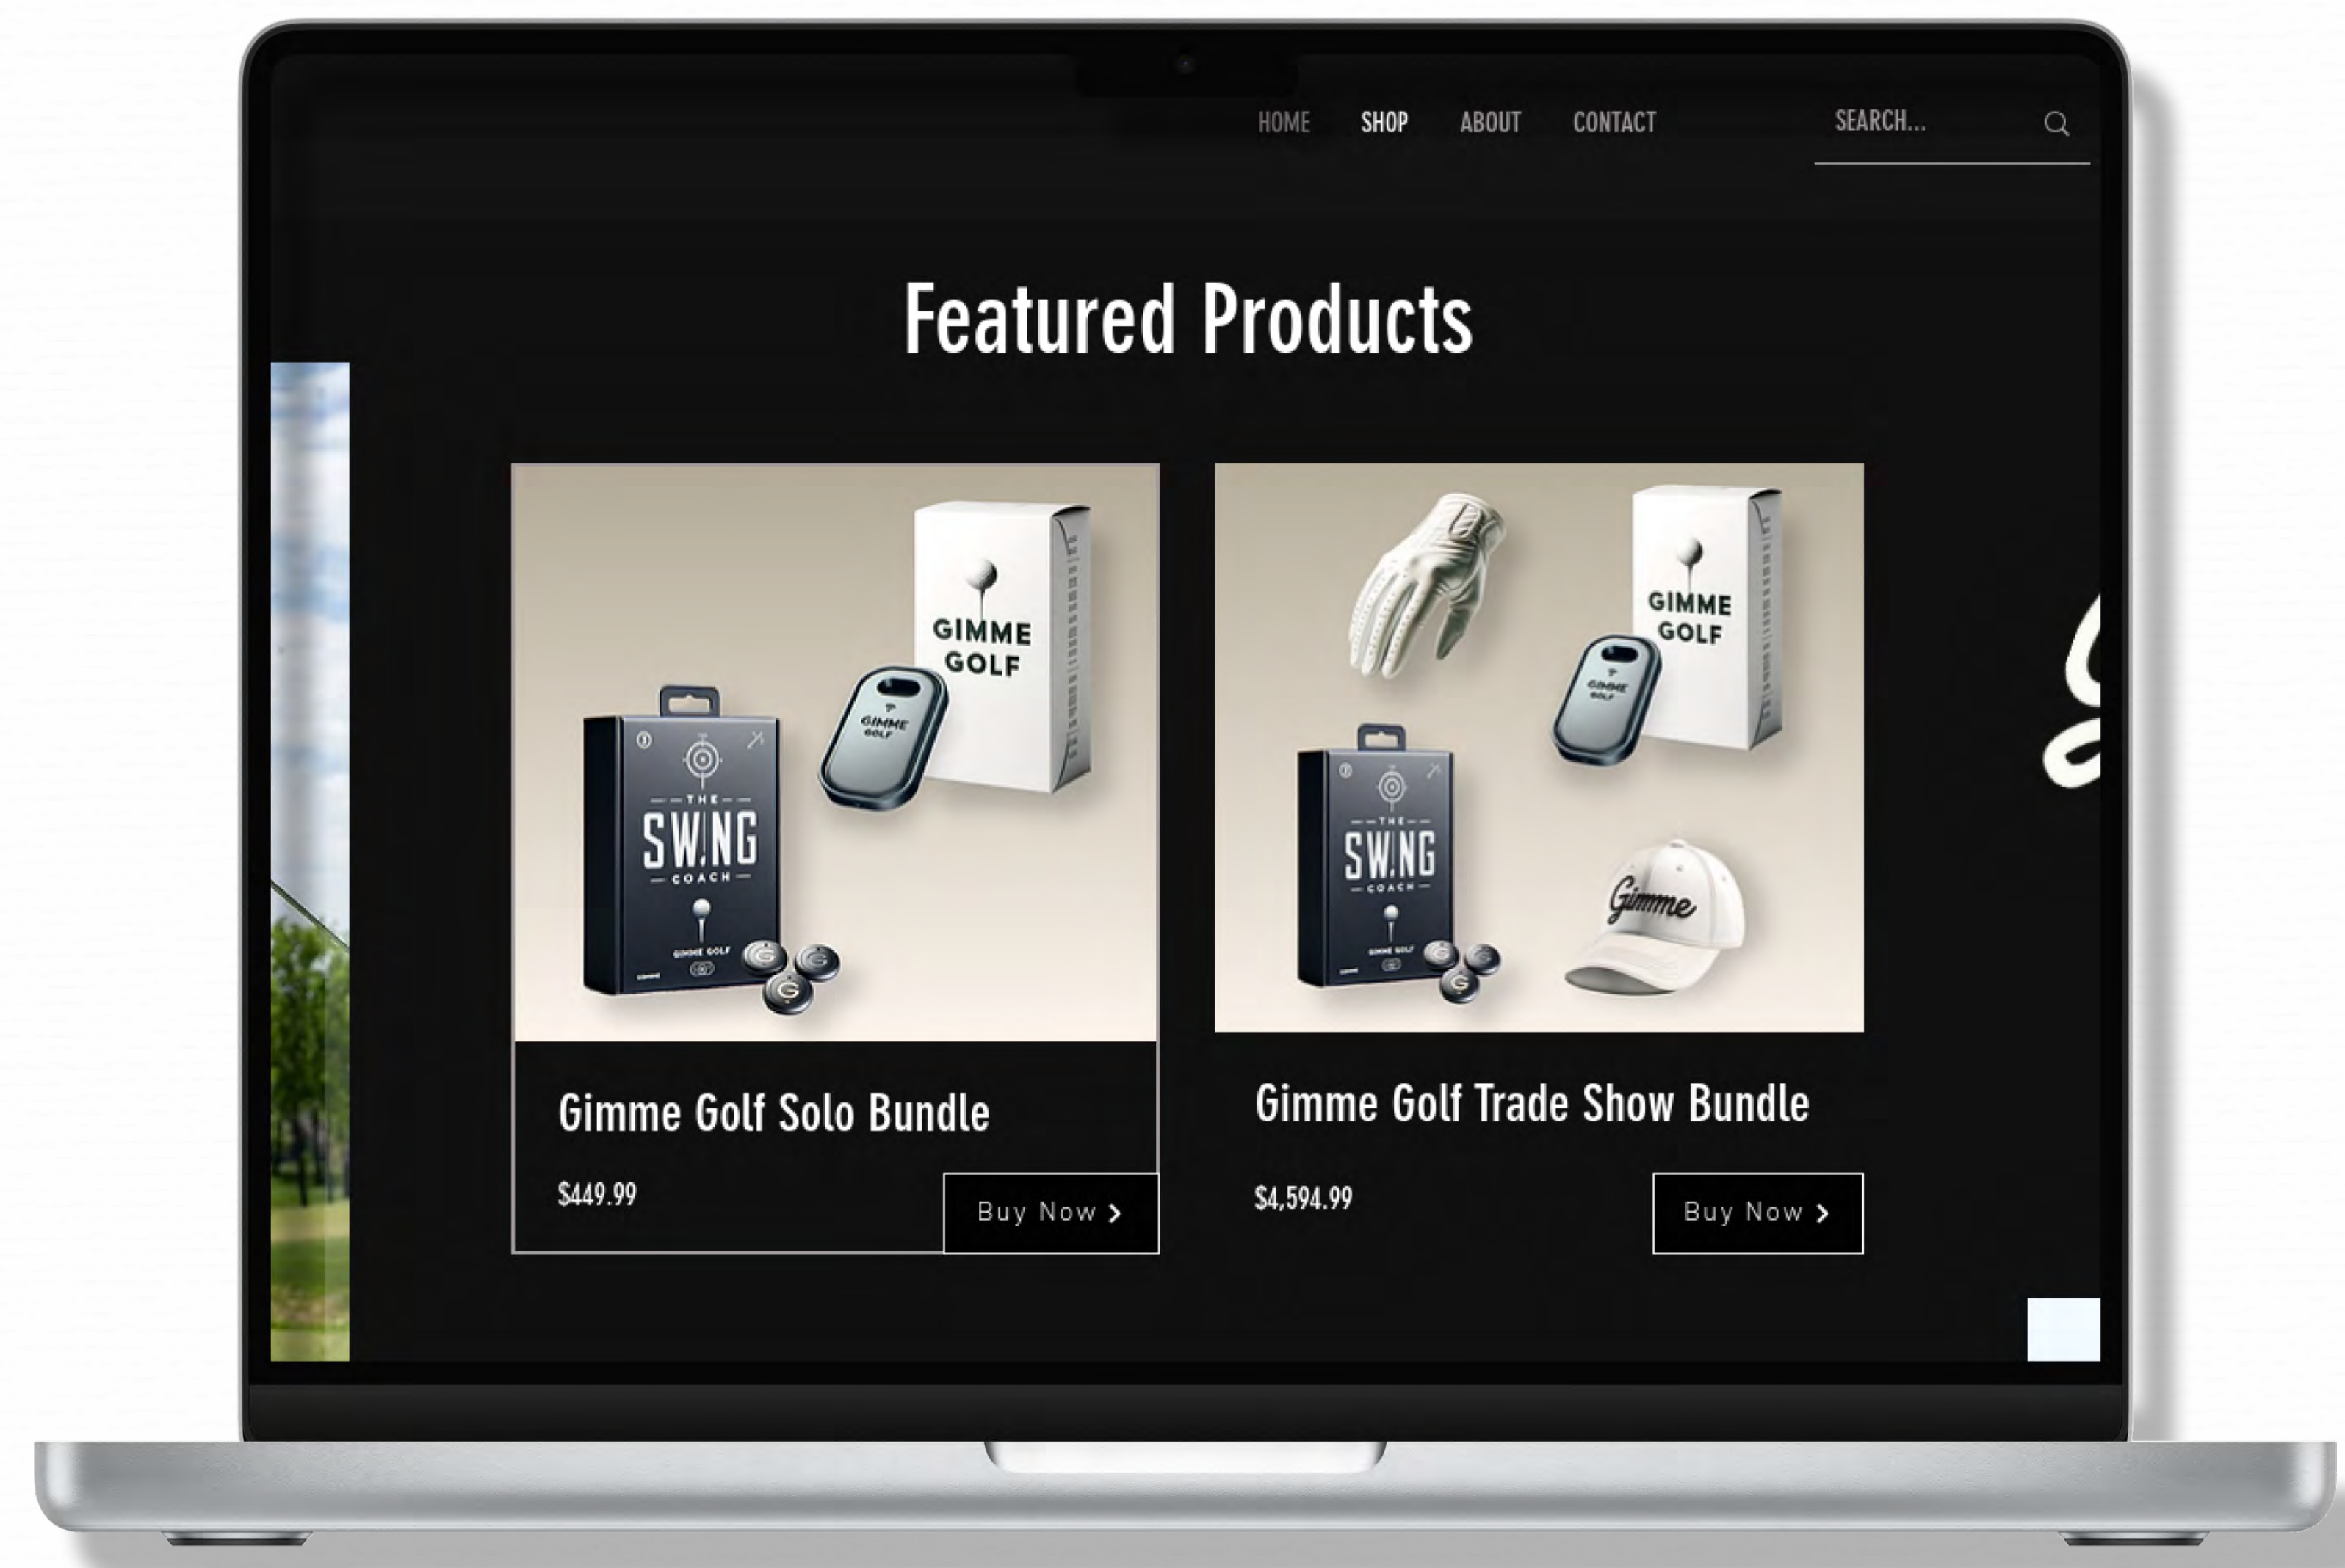 HOME SHOP ABOUT CONTACT SEARCH...
Featured Products
GIMME
GOLF
GIMME
GOLF
THE
SWING
COACH
GIMME GOLF
GIMME
G G
G
GIMME
GOLF
GIMME
GOLF
THE
SWING
COACH
GIMME GOLF
GIMME
G G
G
Gimme
Gimme Golf Solo Bundle
$449.99
Buy Now
Gimme Golf Trade Show Bundle
$4,594.99
Buy Now